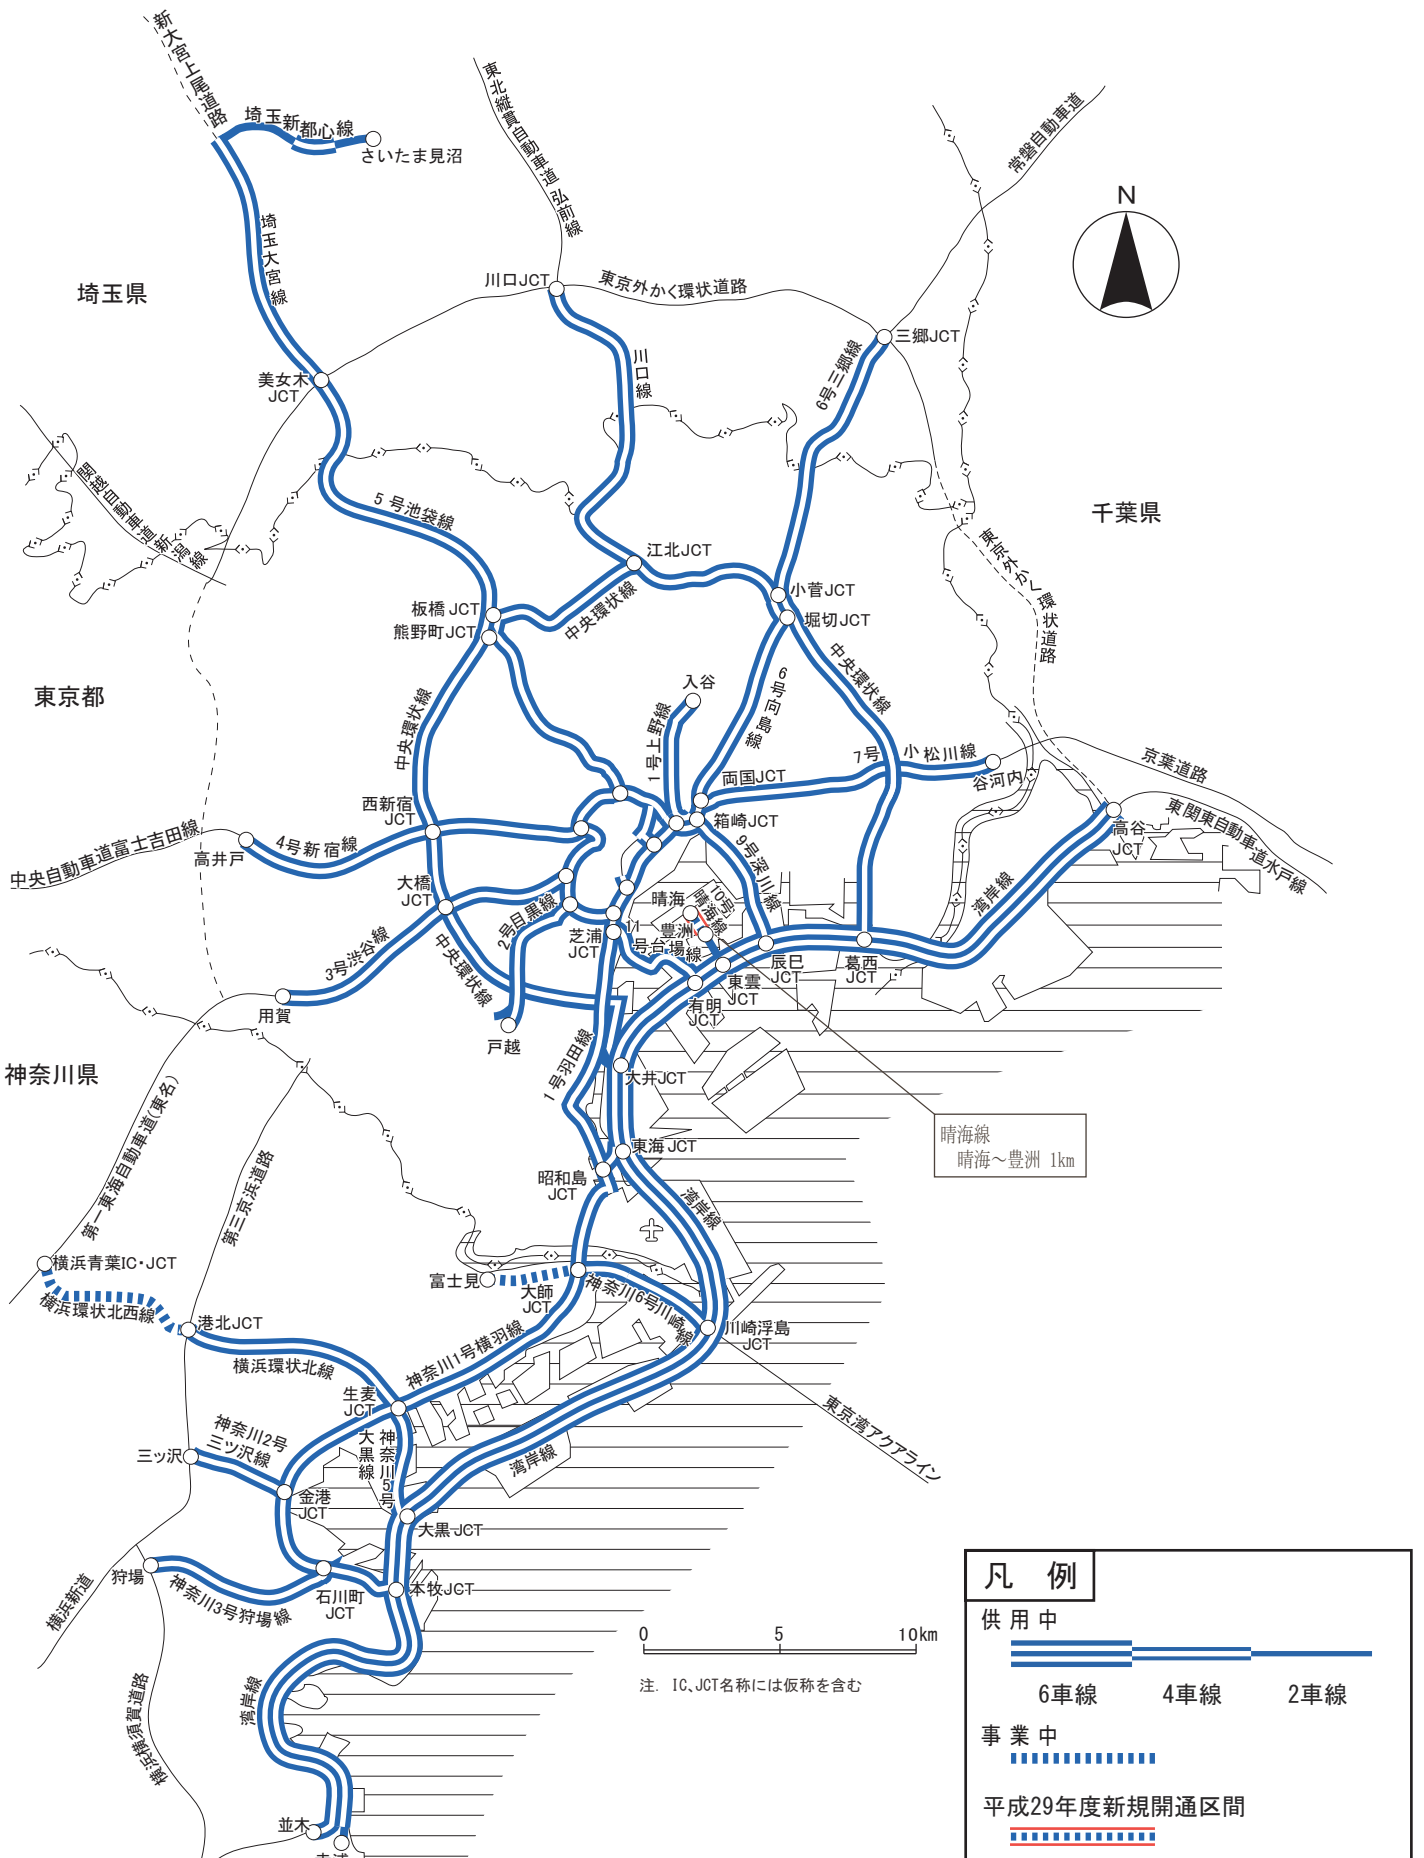 新大宮上尾道路
埼玉新都心線
さいたま見沼
東北縦貫自動車道 弘前線
常磐自動車道
N
埼玉大宮線
埼玉県
川口JCT
東京外かく環状道路
三郷JCT
川口線
6号三郷線
美女木
JCT
関越自動車道新潟線
5号池袋線
千葉県
江北JCT
東京外かく環状道路
小菅JCT
板橋JCT
堀切JCT
熊野町JCT
中央環状線
中央環状線
東京都
入谷
6号向島線
中央環状線
1号上野線
7号小松川線
京葉道路
両国JCT
谷河内
西新宿
JCT
箱崎JCT
東関東自動車道水戸線
高谷
JCT
中央自動車道富士吉田線
高井戸
4号新宿線
9号深川線
大橋
JCT
晴海
(10号)
晴海線
湾岸線
2号目黒線
豊洲
芝浦
JCT
11号台場線
3号渋谷線
中央環状線
辰巳
JCT
葛西
JCT
東雲
JCT
有明
JCT
用賀
戸越
神奈川県
1号羽田線
大井JCT
第一東海自動車道(東名)
晴海線
晴海～豊洲 1km
東海JCT
第三京浜道路
昭和島
JCT
湾岸線
横浜青葉IC・JCT
富士見
大師
JCT
神奈川6号川崎線
横浜環状北西線
港北JCT
川崎浮島
JCT
神奈川1号横羽線
横浜環状北線
生麦
JCT
東京湾アクアライン
神奈川2号
三ツ沢線
神奈川5号
大黒線
三ッ沢
湾岸線
金港
JCT
大黒JCT
狩場
横浜新道
神奈川3号狩場線
石川町
JCT
本牧JCT
凡 例
供用中
0 5 10km
注. IC、JCT名称には仮称を含む
6車線 4車線 2車線
湾岸線
横浜横須賀道路
事業中
平成29年度新規開通区間
並木